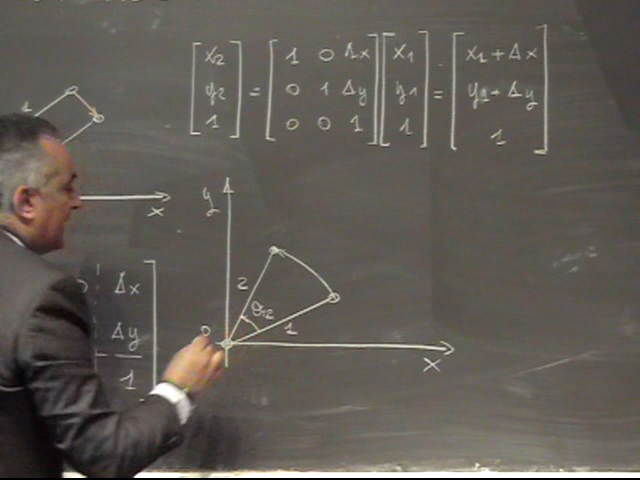 [x2] = [1 0 Δx] [x1] = [x1 + Δx]
[y2] = [0 1 Δy] [y1] = [y1 + Δy]
[1] = [0 0 1] [1] = [1]
1
x
y
2
θ12
1
0
x
Δx
Δy
1